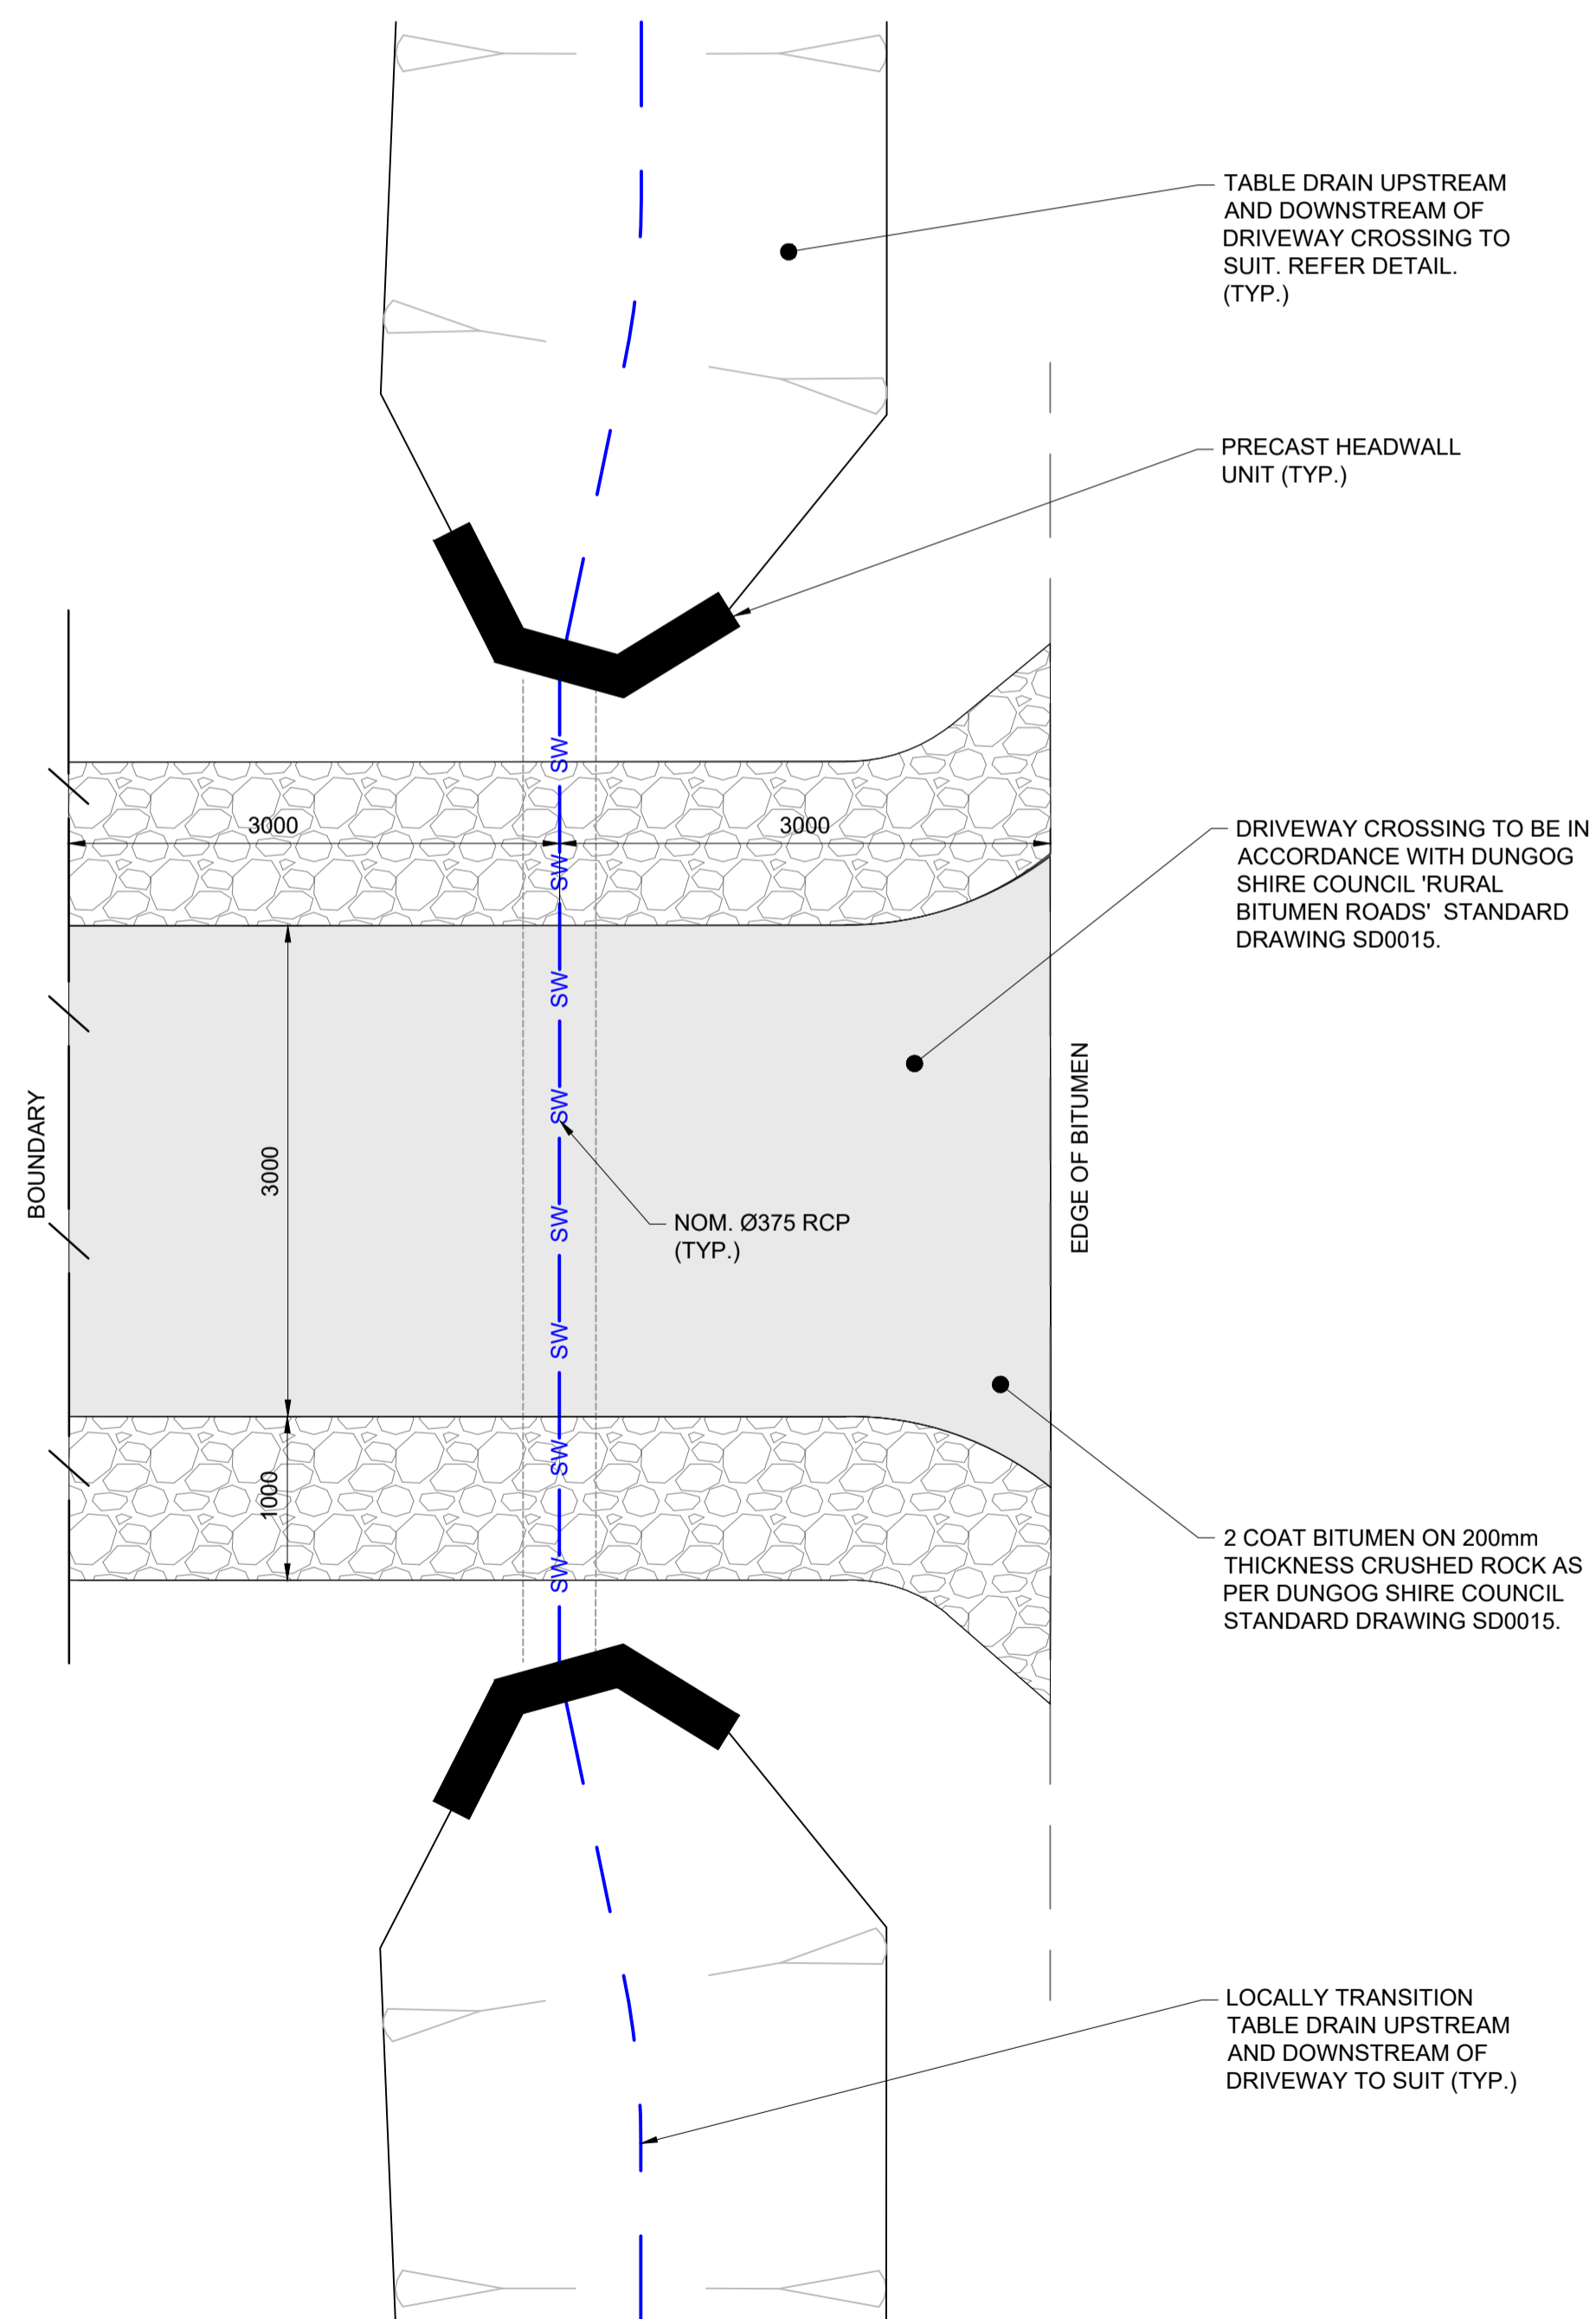 TABLE DRAIN UPSTREAM
AND DOWNSTREAM OF
DRIVEWAY CROSSING TO
SUIT. REFER DETAIL.
(TYP.)
PRECAST HEADWALL
UNIT (TYP.)
SW
3000
3000
SW
DRIVEWAY CROSSING TO BE IN
ACCORDANCE WITH DUNGOG
SHIRE COUNCIL 'RURAL
BITUMEN ROADS' STANDARD
DRAWING SD0015.
SW
SW
BOUNDARY
3000
EDGE OF BITUMEN
NOM. Ø375 RCP
(TYP.)
SW
SW
SW
1000
SW
2 COAT BITUMEN ON 200mm
THICKNESS CRUSHED ROCK AS
PER DUNGOG SHIRE COUNCIL
STANDARD DRAWING SD0015.
LOCALLY TRANSITION
TABLE DRAIN UPSTREAM
AND DOWNSTREAM OF
DRIVEWAY TO SUIT (TYP.)